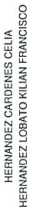 HERNANDEZ CARDENES CELIA
HERNANDEZ LOBATO KILIAN FRANCISCO